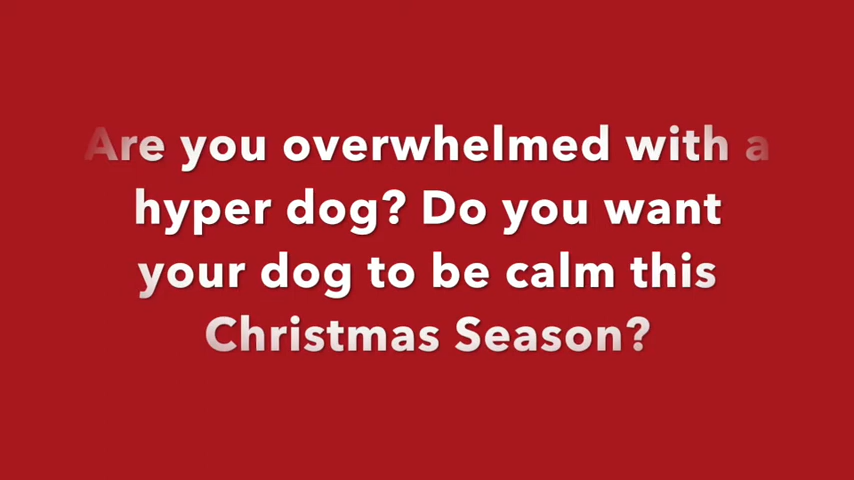 Are you overwhelmed with a
hyper dog? Do you want
your dog to be calm this
Christmas Season?